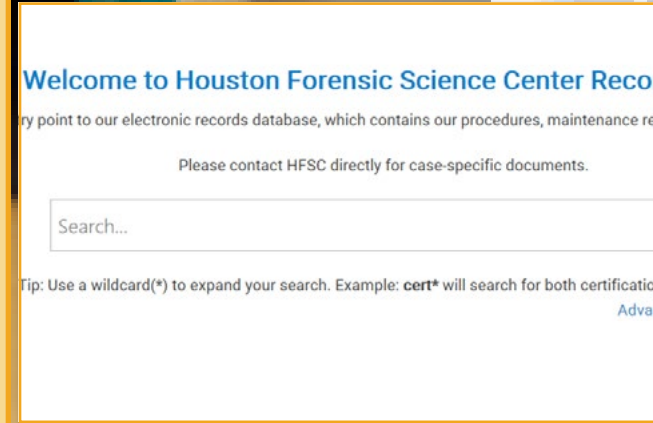 Welcome to Houston Forensic Science Center Reco
ry point to our electronic records database, which contains our procedures, maintenance re
Please contact HFSC directly for case-specific documents.
Search...
Tip: Use a wildcard(*) to expand your search. Example: cert* will search for both certificatio
Adva